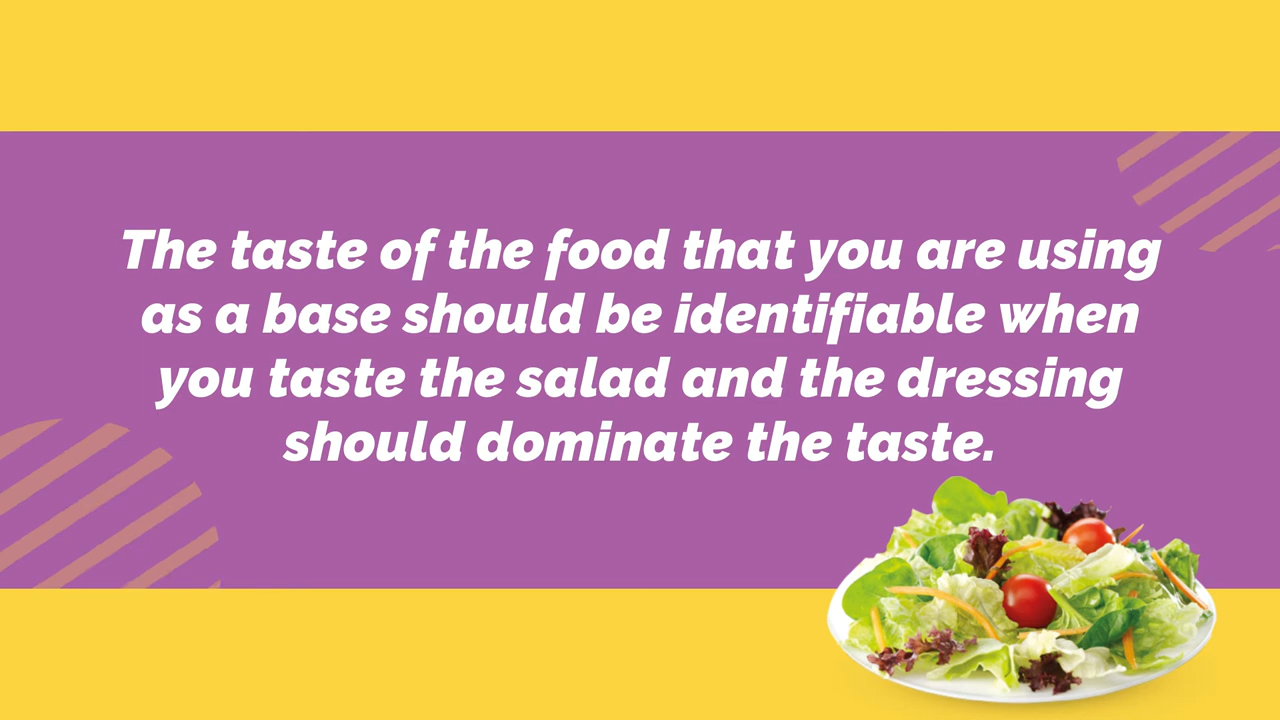 The taste of the food that you are using
as a base should be identifiable when
you taste the salad and the dressing
should dominate the taste.